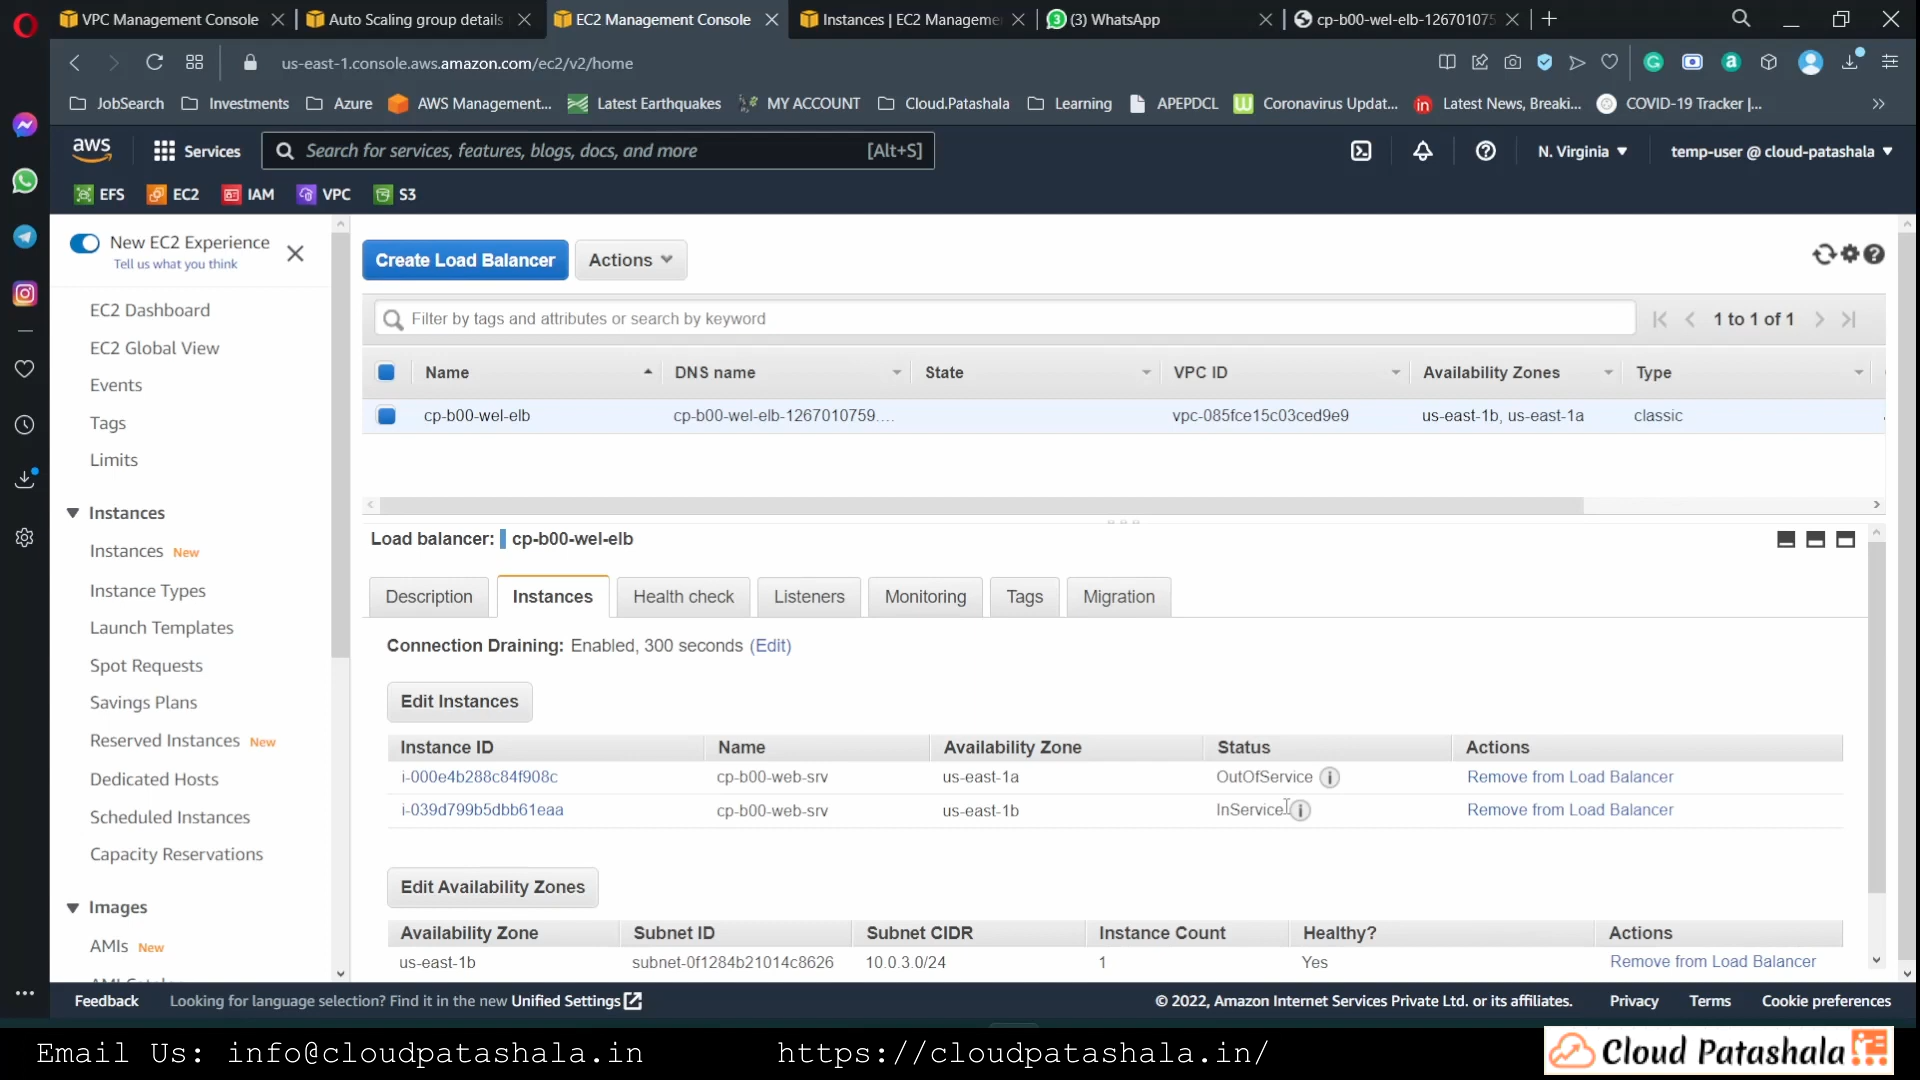 VPC Management Console
Auto Scaling group details
EC2 Management Console
Instances | EC2 Manageme
(3) WhatsApp
cp-b00-wel-elb-126701075
us-east-1.console.aws.amazon.com/ec2/v2/home
JobSearch
Investments
Azure
AWS Management...
Latest Earthquakes
MY ACCOUNT
Cloud.Patashala
Learning
APEPDCL
Coronavirus Updat...
Latest News, Breaki...
COVID-19 Tracker |...
aws
Services
Search for services, features, blogs, docs, and more
[Alt+S]
N. Virginia
temp-user @ cloud-patashala
EFS
EC2
IAM
VPC
S3
New EC2 Experience
Tell us what you think
EC2 Dashboard
EC2 Global View
Events
Tags
Limits
Instances
Instances New
Instance Types
Launch Templates
Spot Requests
Savings Plans
Reserved Instances New
Dedicated Hosts
Scheduled Instances
Capacity Reservations
Images
AMIs New
Create Load Balancer
Actions
Filter by tags and attributes or search by keyword
1 to 1 of 1
Name DNS name State VPC ID Availability Zones Type
cp-b00-wel-elb cp-b00-wel-elb-1267010759.... vpc-085fce15c03ced9e9 us-east-1b, us-east-1a classic
Load balancer: cp-b00-wel-elb
Description
Instances
Health check
Listeners
Monitoring
Tags
Migration
Connection Draining: Enabled, 300 seconds (Edit)
Edit Instances
Instance ID Name Availability Zone Status Actions
i-000e4b288c84f908c cp-b00-web-srv us-east-1a OutOfService Remove from Load Balancer
i-039d799b5dbb61eaa cp-b00-web-srv us-east-1b InService Remove from Load Balancer
Edit Availability Zones
Availability Zone Subnet ID Subnet CIDR Instance Count Healthy? Actions
us-east-1b subnet-0f1284b21014c8626 10.0.3.0/24 1 Yes Remove from Load Balancer
Feedback
Looking for language selection? Find it in the new Unified Settings
© 2022, Amazon Internet Services Private Ltd. or its affiliates.
Privacy
Terms
Cookie preferences
Email Us: info@cloudpatashala.in
https://cloudpatashala.in/
Cloud Patashala